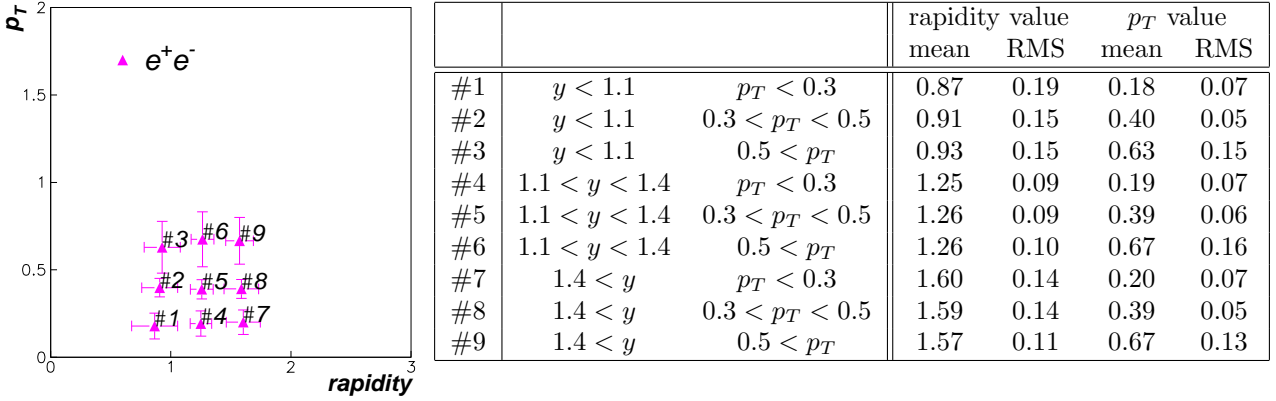 p_T
2
1.5
1
0.5
0
0 1 2 3
rapidity
e⁺e⁻
#3 #6 #9
#2 #5 #8
#1 #4 #7
rapidity value p_T value
mean RMS mean RMS
#1 y < 1.1 p_T < 0.3 0.87 0.19 0.18 0.07
#2 y < 1.1 0.3 < p_T < 0.5 0.91 0.15 0.40 0.05
#3 y < 1.1 0.5 < p_T 0.93 0.15 0.63 0.15
#4 1.1 < y < 1.4 p_T < 0.3 1.25 0.09 0.19 0.07
#5 1.1 < y < 1.4 0.3 < p_T < 0.5 1.26 0.09 0.39 0.06
#6 1.1 < y < 1.4 0.5 < p_T 1.26 0.10 0.67 0.16
#7 1.4 < y p_T < 0.3 1.60 0.14 0.20 0.07
#8 1.4 < y 0.3 < p_T < 0.5 1.59 0.14 0.39 0.05
#9 1.4 < y 0.5 < p_T 1.57 0.11 0.67 0.13